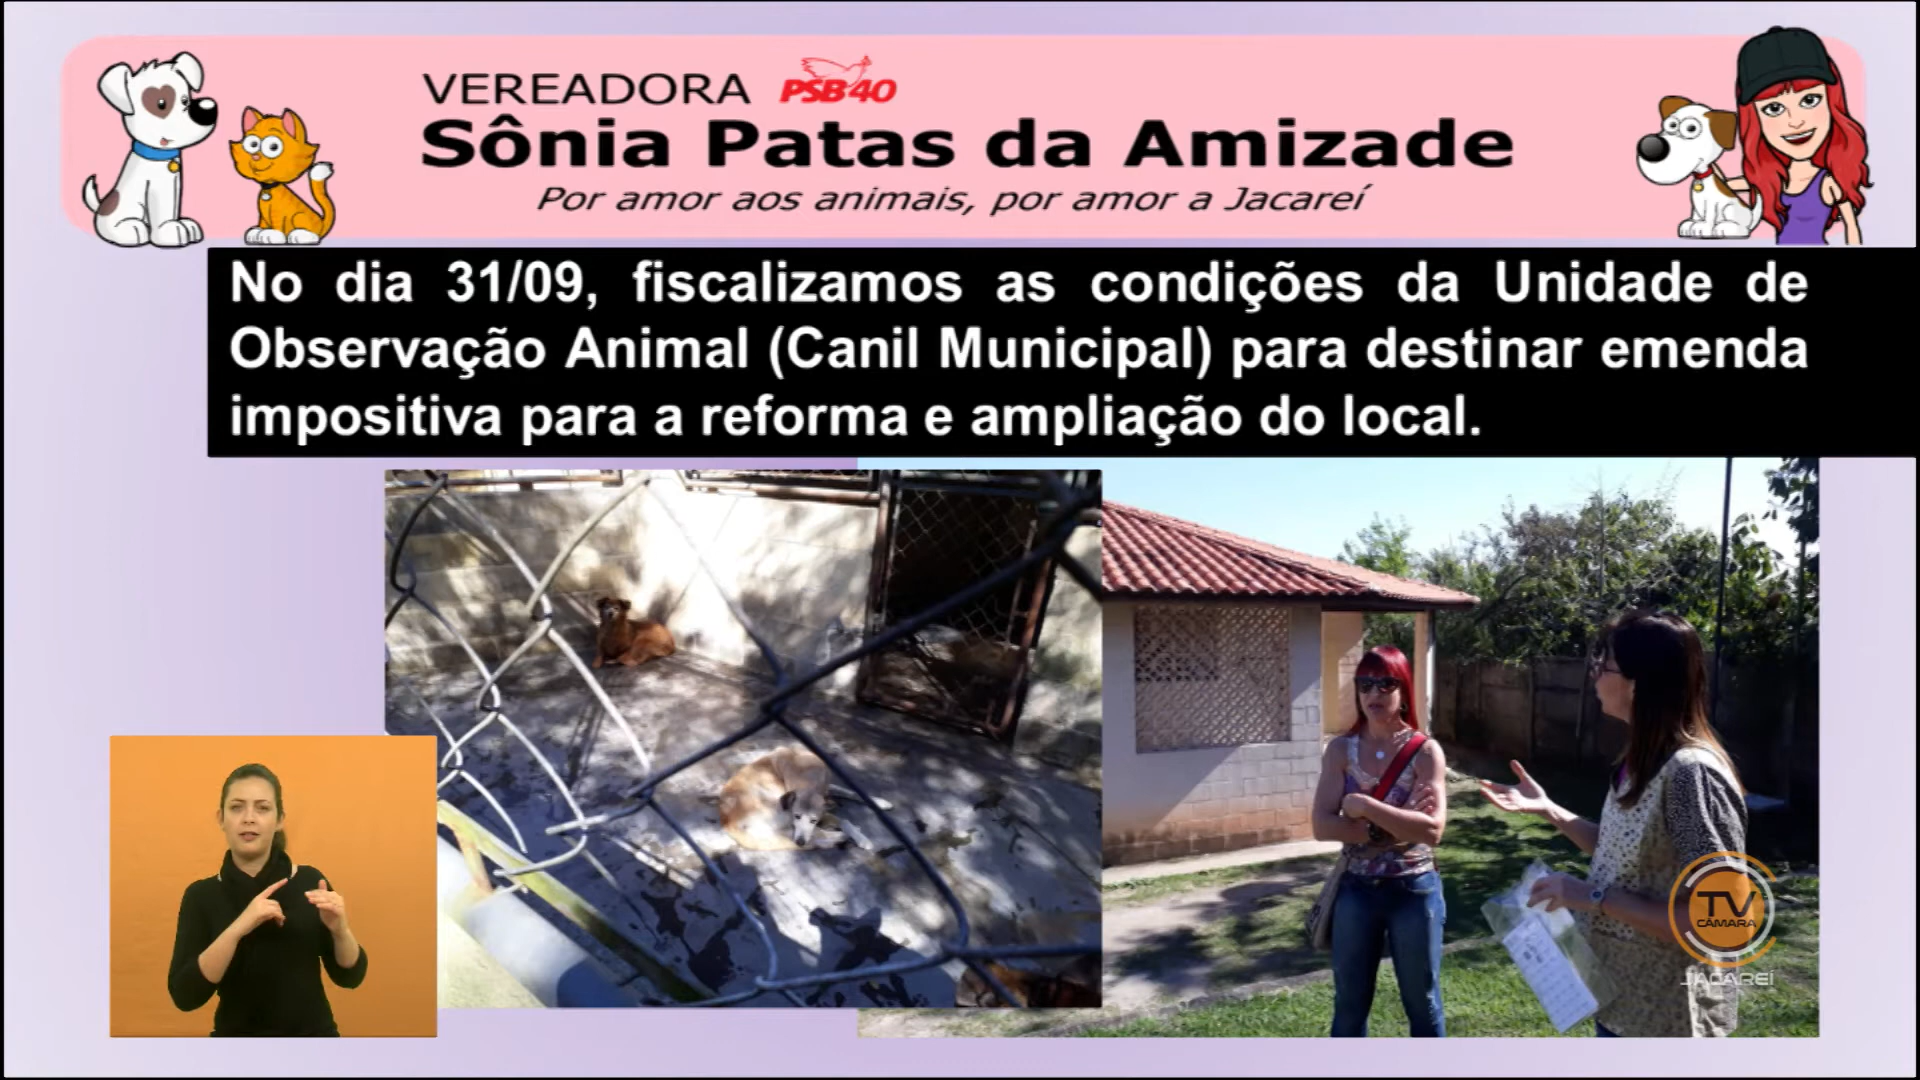 VEREADORA PSB 40
Sônia Patas da Amizade
Por amor aos animais, por amor a Jacareí
No dia 31/09, fiscalizamos as condições da Unidade de
Observação Animal (Canil Municipal) para destinar emenda
impositiva para a reforma e ampliação do local.
TV
CÂMARA
JACAREÍ